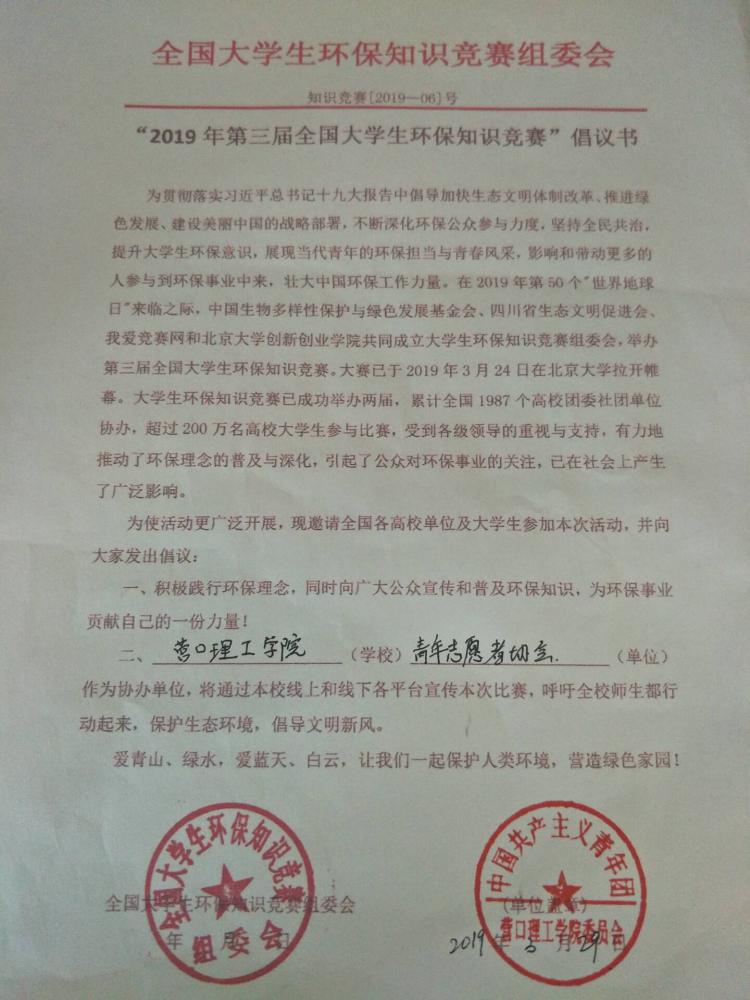 全国大学生环保知识竞赛组委会
知识竞赛[2019—06]号
“2019 年第三届全国大学生环保知识竞赛”倡议书
为贯彻落实习近平总书记十九大报告中倡导加快生态文明体制改革、推进绿
色发展、建设美丽中国的战略部署，不断深化环保公众参与力度，坚持全民共治，
提升大学生环保意识，展现当代青年的环保担当与青春风采，影响和带动更多的
人参与到环保事业中来，壮大中国环保工作力量。在 2019 年第 50 个"世界地球
日"来临之际，中国生物多样性保护与绿色发展基金会、四川省生态文明促进会、
我爱竞赛网和北京大学创新创业学院共同成立大学生环保知识竞赛组委会，举办
第三届全国大学生环保知识竞赛。大赛已于 2019 年 3 月 24 日在北京大学拉开帷
幕。大学生环保知识竞赛已成功举办两届，累计全国 1987 个高校团委社团单位
协办，超过 200 万名高校大学生参与比赛，受到各级领导的重视与支持，有力地
推动了环保理念的普及与深化，引起了公众对环保事业的关注，已在社会上产生
了广泛影响。
为使活动更广泛开展，现邀请全国各高校单位及大学生参加本次活动，并向
大家发出倡议：
一、积极践行环保理念，同时向广大公众宣传和普及环保知识，为环保事业
贡献自己的一份力量！
二、营口理工学院（学校）青年志愿者协会（单位）
作为协办单位，将通过本校线上和线下各平台宣传本次比赛，呼吁全校师生都行
动起来，保护生态环境，倡导文明新风。
爱青山、绿水，爱蓝天、白云，让我们一起保护人类环境，营造绿色家园！
全国大学生环保知识竞赛
组委会
全国大学生环保知识竞赛组委会
年 月 日
中国共产主义青年团
营口理工学院委员会
（单位盖章）
2019 年 5 月 29 日